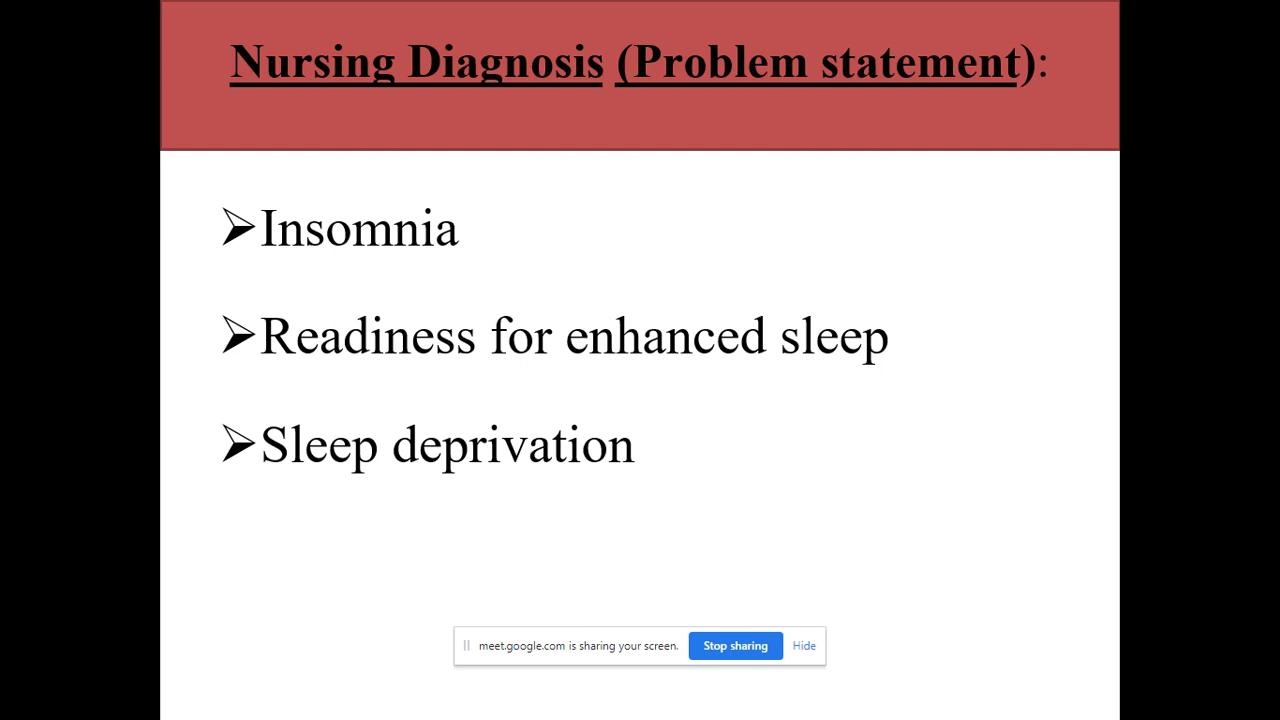 Nursing Diagnosis (Problem statement):
➢Insomnia
➢Readiness for enhanced sleep
➢Sleep deprivation
meet.google.com is sharing your screen. Stop sharing Hide